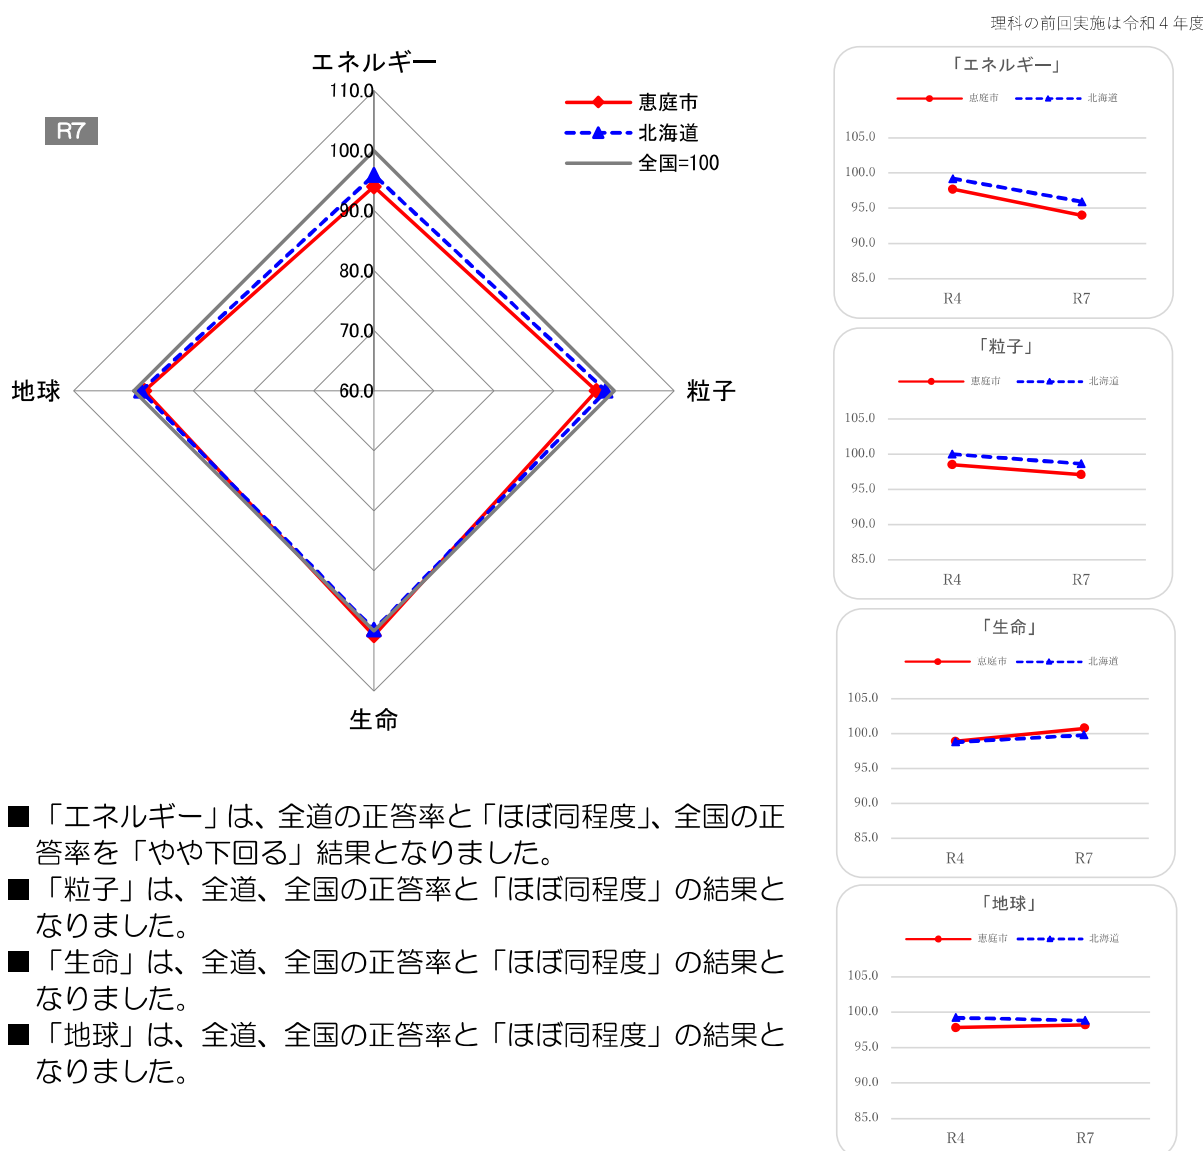 理科の前回実施は令和４年度
R7
エネルギー
110.0
100.0
90.0
80.0
70.0
60.0
地球
粒子
生命
恵庭市
北海道
全国=100
「エネルギー」
恵庭市 北海道
105.0
100.0
95.0
90.0
85.0
R4 R7
「粒子」
恵庭市 北海道
105.0
100.0
95.0
90.0
85.0
R4 R7
「生命」
恵庭市 北海道
105.0
100.0
95.0
90.0
85.0
R4 R7
「地球」
恵庭市 北海道
105.0
100.0
95.0
90.0
85.0
R4 R7
■「エネルギー」は、全道の正答率と「ほぼ同程度」、全国の正
答率を「やや下回る」結果となりました。
■「粒子」は、全道、全国の正答率と「ほぼ同程度」の結果と
なりました。
■「生命」は、全道、全国の正答率と「ほぼ同程度」の結果と
なりました。
■「地球」は、全道、全国の正答率と「ほぼ同程度」の結果と
なりました。